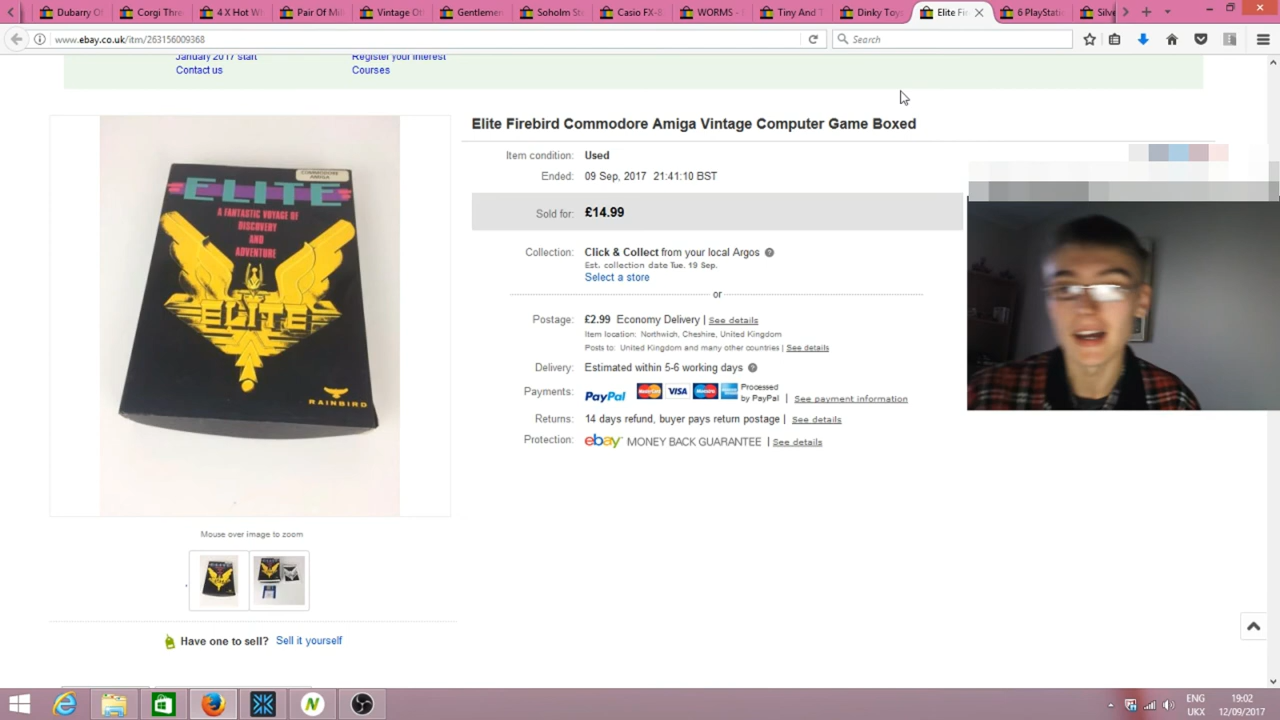 Dubarry Of
Corgi Thre
4 X Hot W
Pair Of Mi
Vintage Ot
Gentlemen
Soholm St
Casio FX-8
WORMS -
Tiny And T
Dinky Toy
Elite Fi
6 PlayStati
Silve
www.ebay.co.uk/itm/263156009368
Search
January 2017 start
Register your interest
Contact us
Courses
Elite Firebird Commodore Amiga Vintage Computer Game Boxed
Item condition: Used
Ended: 09 Sep, 2017 21:41:10 BST
Sold for: £14.99
Collection: Click & Collect from your local Argos
Est. collection date Tue. 19 Sep.
Select a store
or
Postage: £2.99 Economy Delivery | See details
Item location: Northwich, Cheshire, United Kingdom
Posts to: United Kingdom and many other countries | See details
Delivery: Estimated within 5-6 working days
Payments: PayPal MasterCard VISA Maestro Processed by PayPal | See payment information
Returns: 14 days refund, buyer pays return postage | See details
Protection: ebay MONEY BACK GUARANTEE | See details
COMMODORE
AMIGA
ELITE
A FANTASTIC VOYAGE OF
DISCOVERY
AND
ADVENTURE
ELITE
RAINBIRD
Mouse over image to zoom
Have one to sell? Sell it yourself
ENG
UKX
19:02
12/09/2017